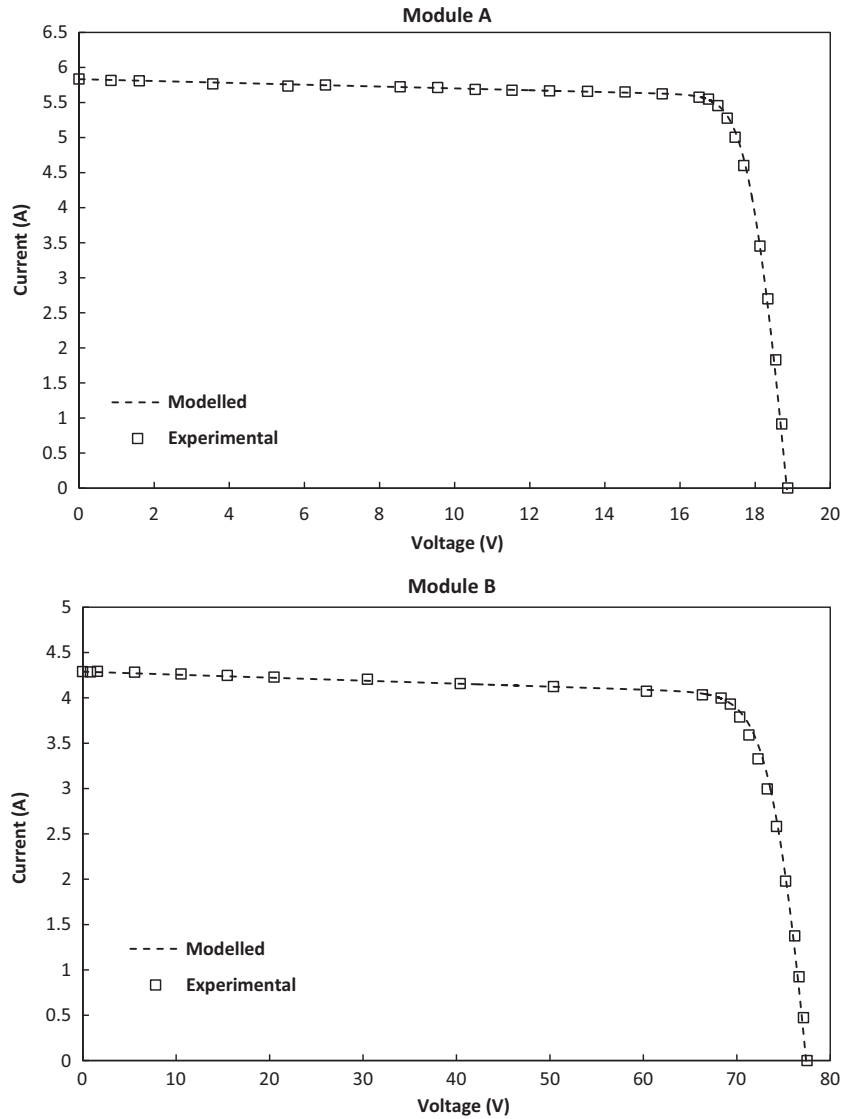 Module A
6.5
6
5.5
5
4.5
4
3.5
3
2.5
2
1.5
1
0.5
0
Current (A)
Modelled
Experimental
0 2 4 6 8 10 12 14 16 18 20
Voltage (V)
Module B
5
4.5
4
3.5
3
2.5
2
1.5
1
0.5
0
Current (A)
Modelled
Experimental
0 10 20 30 40 50 60 70 80
Voltage (V)